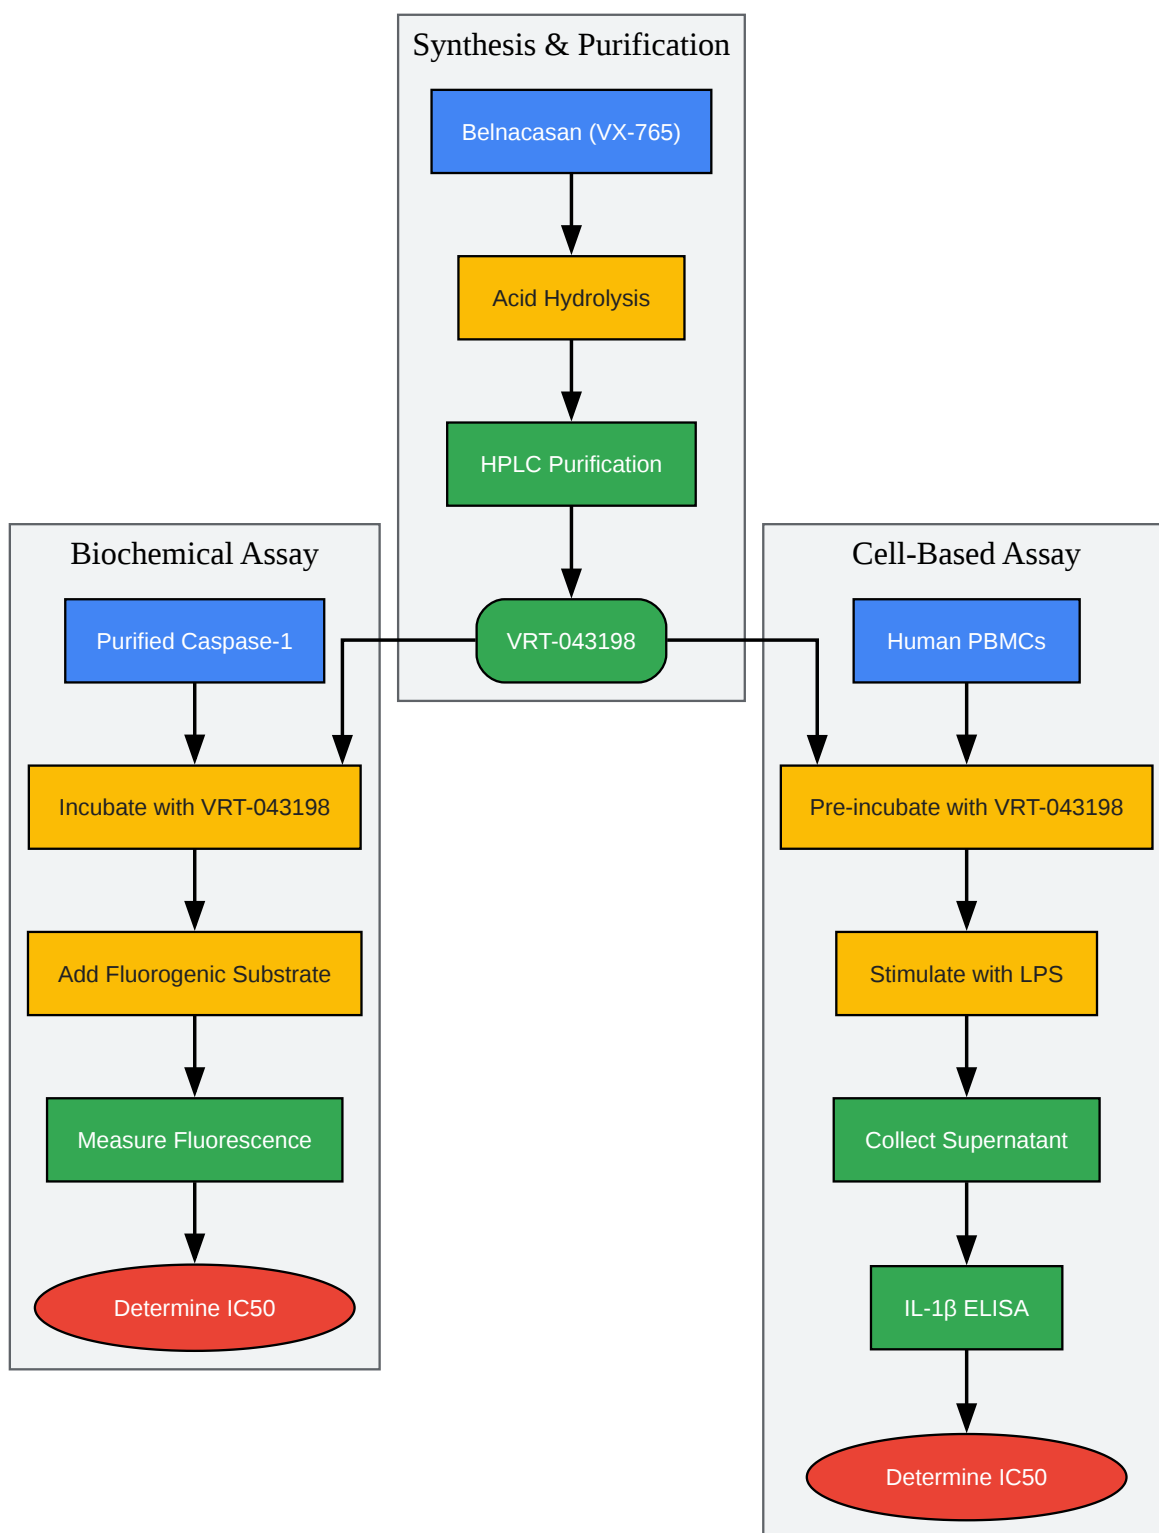 Synthesis & Purification
Belnacasan (VX-765)
Acid Hydrolysis
HPLC Purification
VRT-043198
Biochemical Assay
Purified Caspase-1
Incubate with VRT-043198
Add Fluorogenic Substrate
Measure Fluorescence
Determine IC50
Cell-Based Assay
Human PBMCs
Pre-incubate with VRT-043198
Stimulate with LPS
Collect Supernatant
IL-1β ELISA
Determine IC50